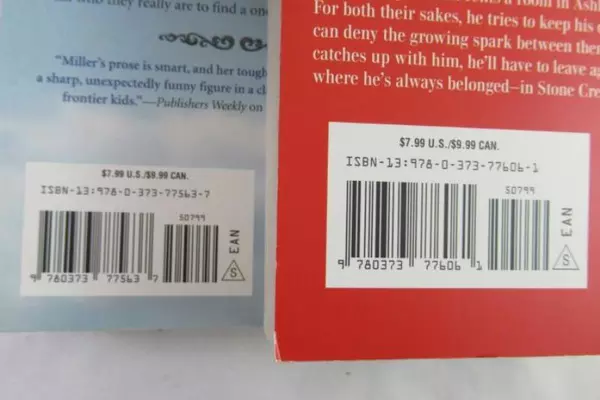 they really are to find a
"Miller's prose is smart, and her tough
a sharp, unexpectedly funny figure in a
frontier kids."—Publishers Weekly on
$7.99 U.S./$9.99 CAN.
ISBN-13:978-0-373-77563-7
50799
EAN
S
9 780373 77563 7
a room in
For both their sakes, he tries to keep his
can deny the growing spark between
catches up with him, he'll have to leave
where he's always belonged—in Stone
$7.99 U.S./$9.99 CAN.
ISBN-13:978-0-373-77606-1
50799
EAN
S
9 780373 77606 1